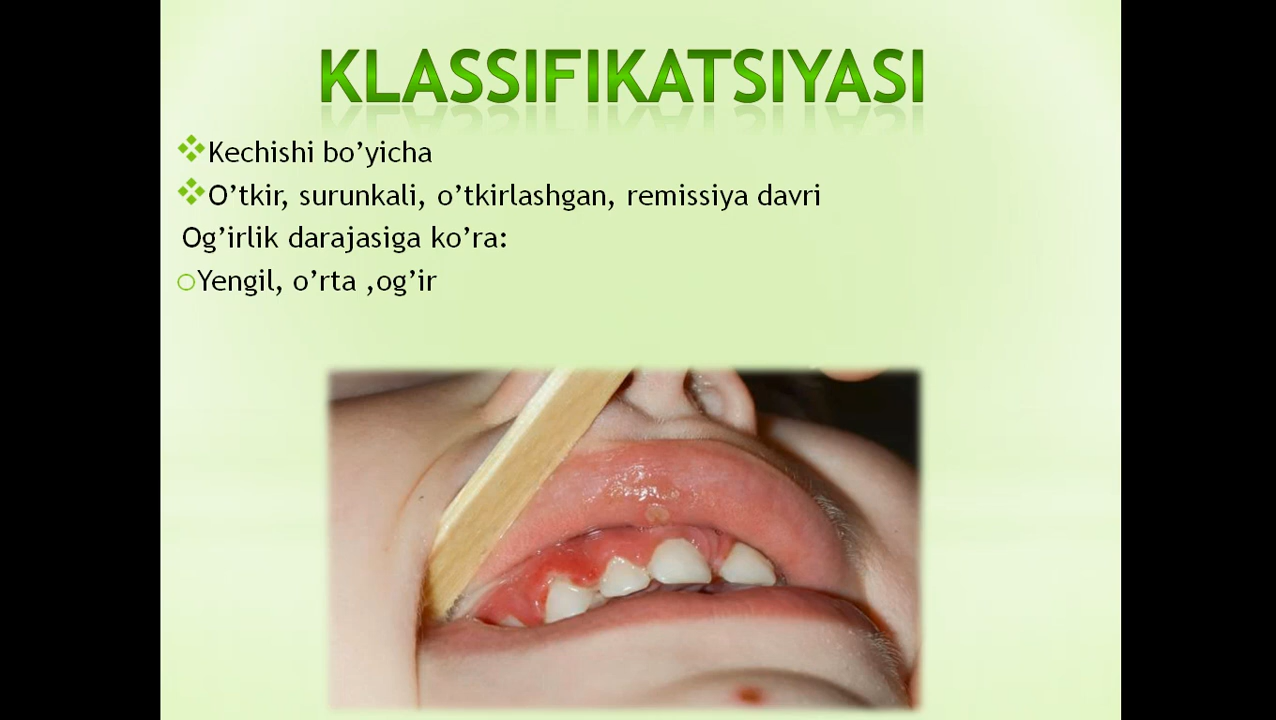 KLASSIFIKATSIYASI
Kechishi bo’yicha
O’tkir, surunkali, o’tkirlashgan, remissiya davri
Og’irlik darajasiga ko’ra:
Yengil, o’rta ,og’ir